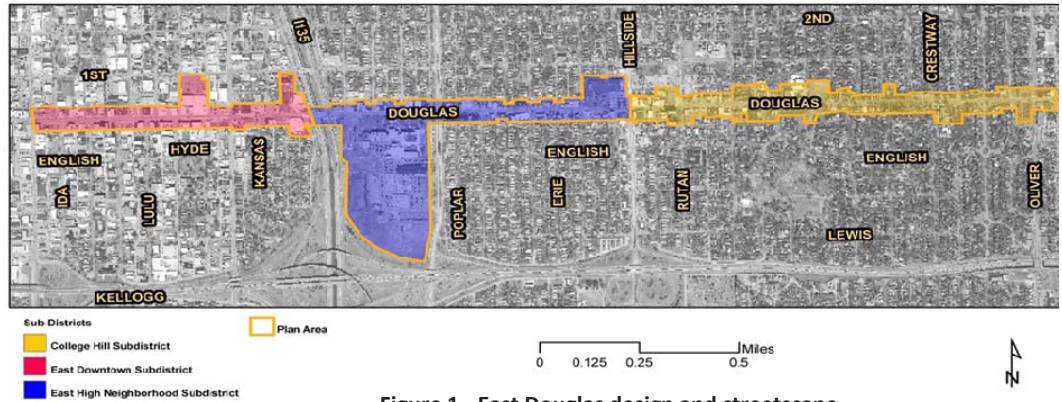 2ND
I135
HILLSIDE
CRESTWAY
1ST
DOUGLAS
DOUGLAS
ENGLISH
HYDE
KANSAS
ENGLISH
ENGLISH
IDA
LULU
POPLAR
ERIE
RUTAN
OLIVER
LEWIS
KELLOGG
Sub-Districts
College Hill Subdistrict
East Downtown Subdistrict
East High Neighborhood Subdistrict
Plan Area
Miles
0 0.125 0.25 0.5
N
Figure 1 - East Douglas design and streetscape